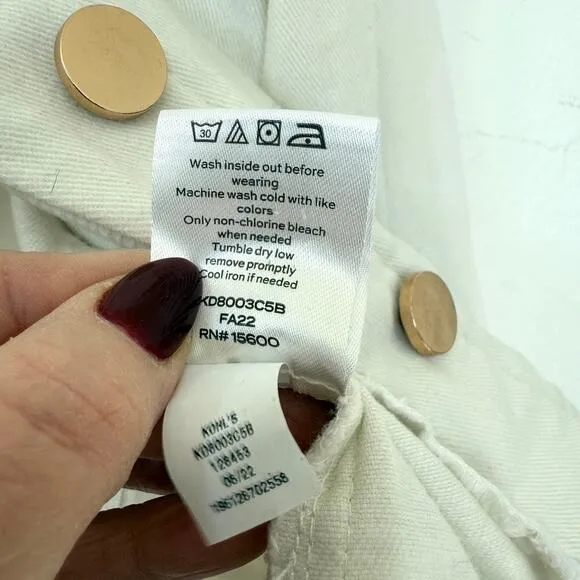 30
Wash inside out before
wearing
Machine wash cold with like
colors
Only non-chlorine bleach
when needed
Tumble dry low
remove promptly
Cool iron if needed
KD8003C5B
FA22
RN# 15600
KOHL'S
KD8003C5B
128453
06/22